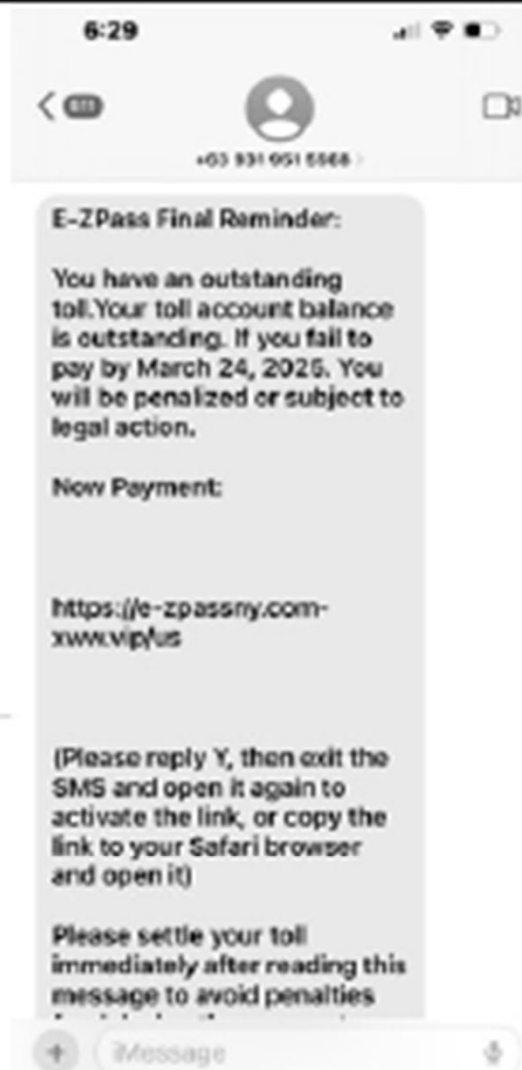 6:29
E-ZPass Final Reminder:
You have an outstanding
toll.Your toll account balance
is outstanding. If you fail to
pay by March 24, 2025. You
will be penalized or subject to
legal action.
Now Payment:
https://e-zpassny.com-
xww.vip/us
(Please reply Y, then exit the
SMS and open it again to
activate the link, or copy the
link to your Safari browser
and open it)
Please settle your toll
immediately after reading this
message to avoid penalties
iMessage